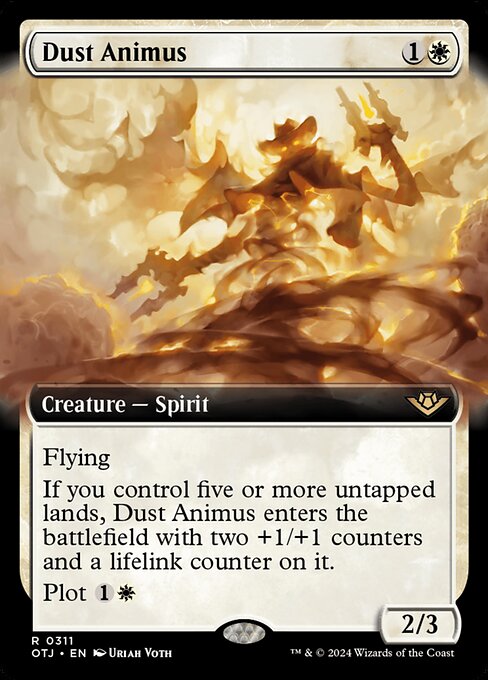 Dust Animus 1
Creature — Spirit
Flying
If you control five or more untapped
lands, Dust Animus enters the
battlefield with two +1/+1 counters
and a lifelink counter on it.
Plot 1
2/3
R 0311
OTJ • EN Uriah Voth ™ & © 2024 Wizards of the Coast